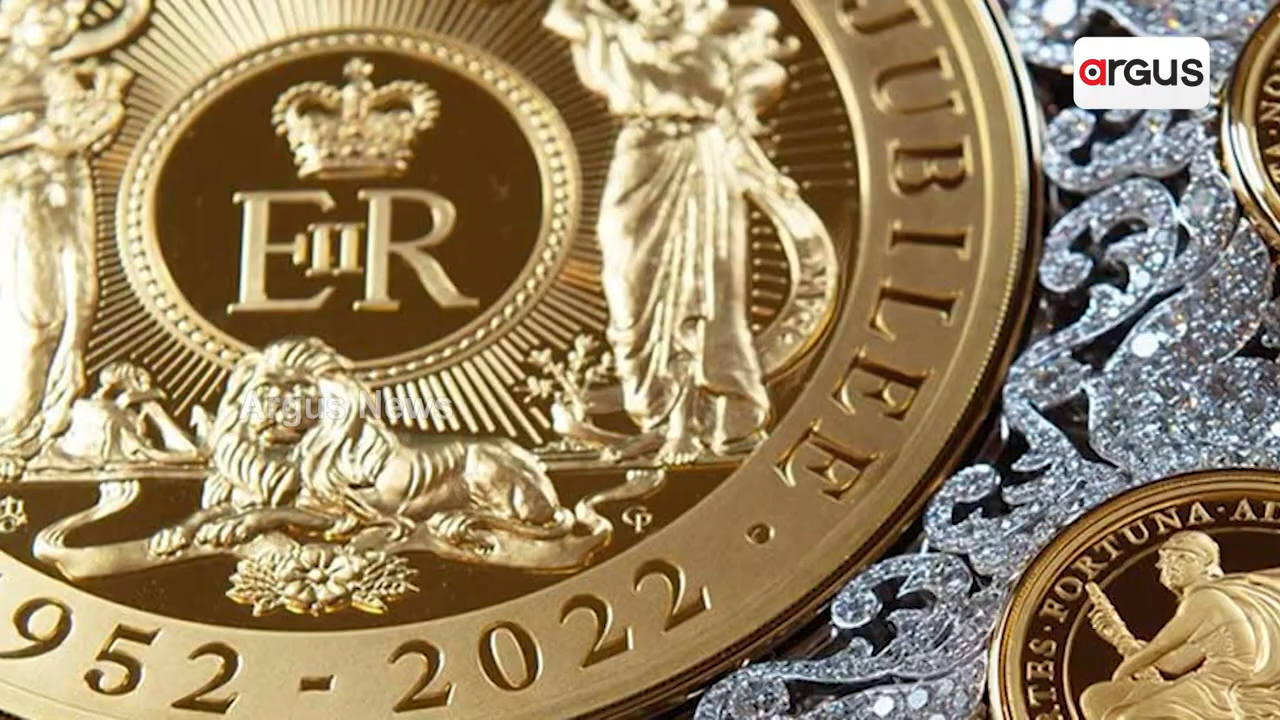 argus
JUBILEE
EIIR
Argus News
1952 - 2022
FORTUNA